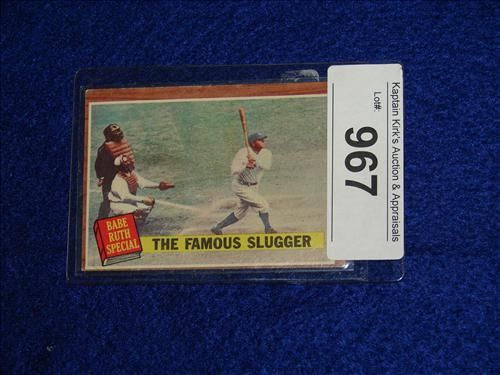 BABE
RUTH
SPECIAL
THE FAMOUS SLUGGER
Kaptain Kirk's Auction & Appraisals
Lot#:
967